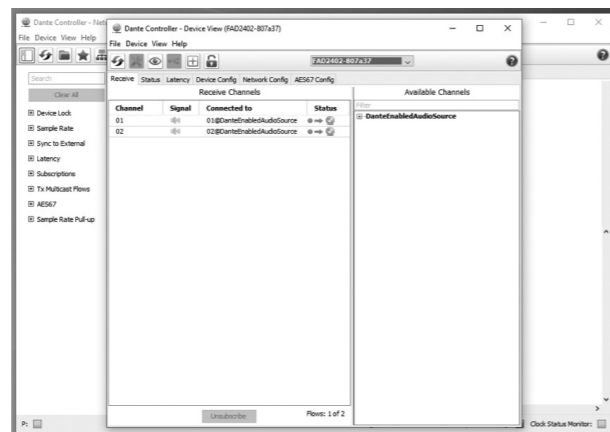 Dante Controller - Net
File Device View Help
Search
Clear All
Device Lock
Sample Rate
Sync to External
Latency
Subscriptions
Tx Multicast Flows
AES67
Sample Rate Pull-up
P:
Dante Controller - Device View (FAD2402-807a37)
File Device View Help
FAD2402-807a37
Receive Status Latency Device Config Network Config AES67 Config
Receive Channels
Channel Signal Connected to Status
01 01@DanteEnabledAudioSource
02 02@DanteEnabledAudioSource
Unsubscribe Flows: 1 of 2
Available Channels
Filter
DanteEnabledAudioSource
Clock Status Monitor: